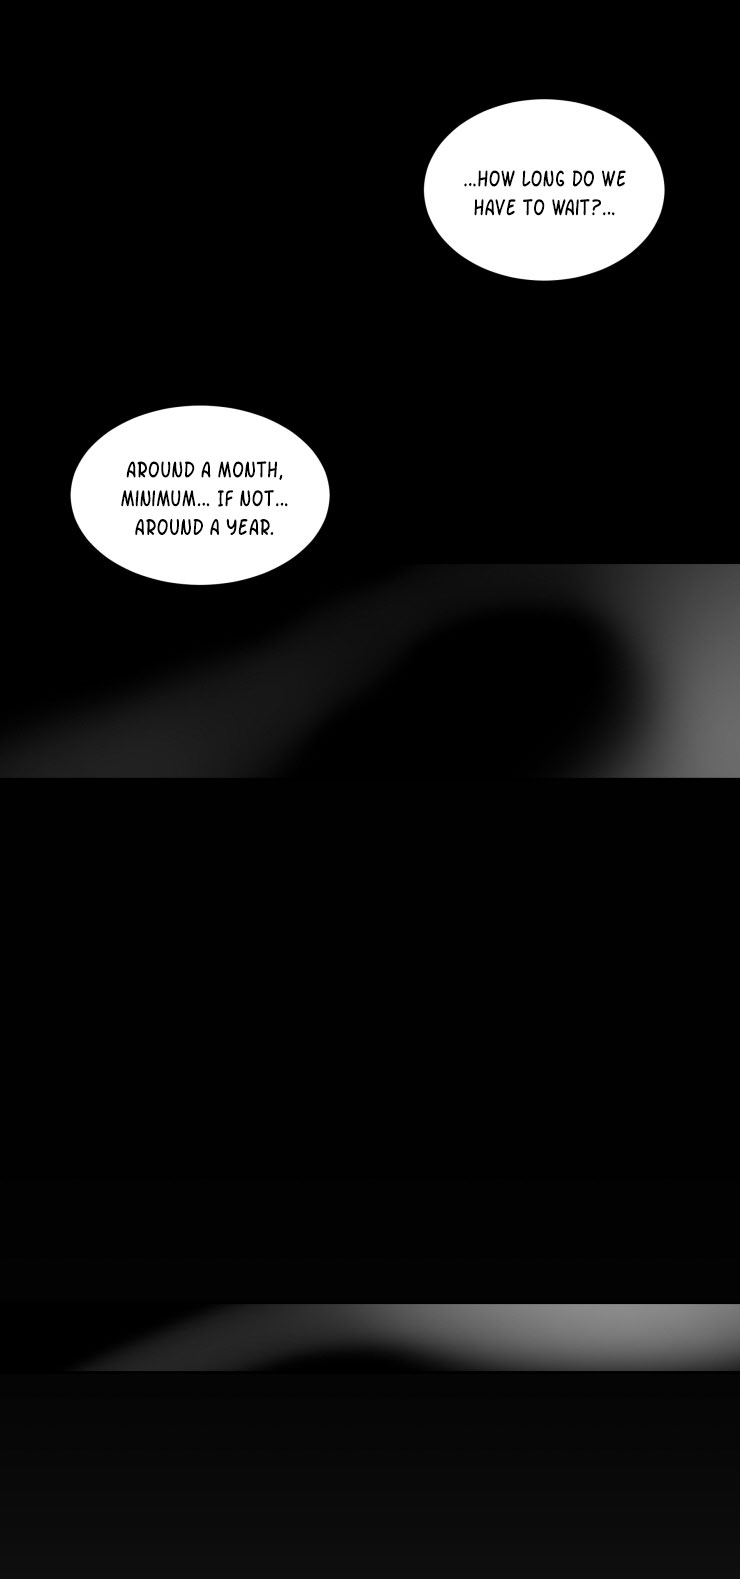 ...HOW LONG DO WE
HAVE TO WAIT?...
AROUND A MONTH,
MINIMUM... IF NOT...
AROUND A YEAR.